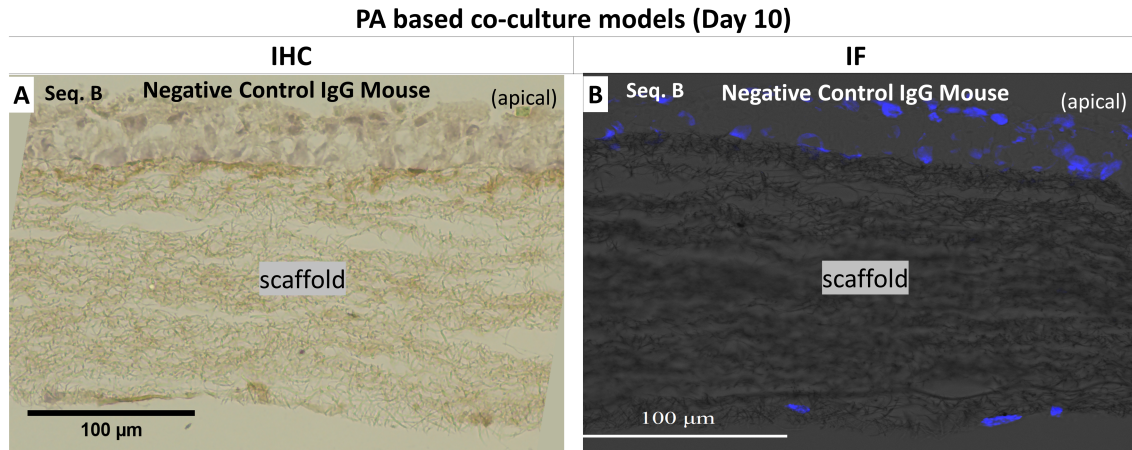 PA based co-culture models (Day 10)
IHC
IF
A
Seq. B
Negative Control IgG Mouse
(apical)
scaffold
100 μm
B
Seq. B
Negative Control IgG Mouse
(apical)
scaffold
100 μm